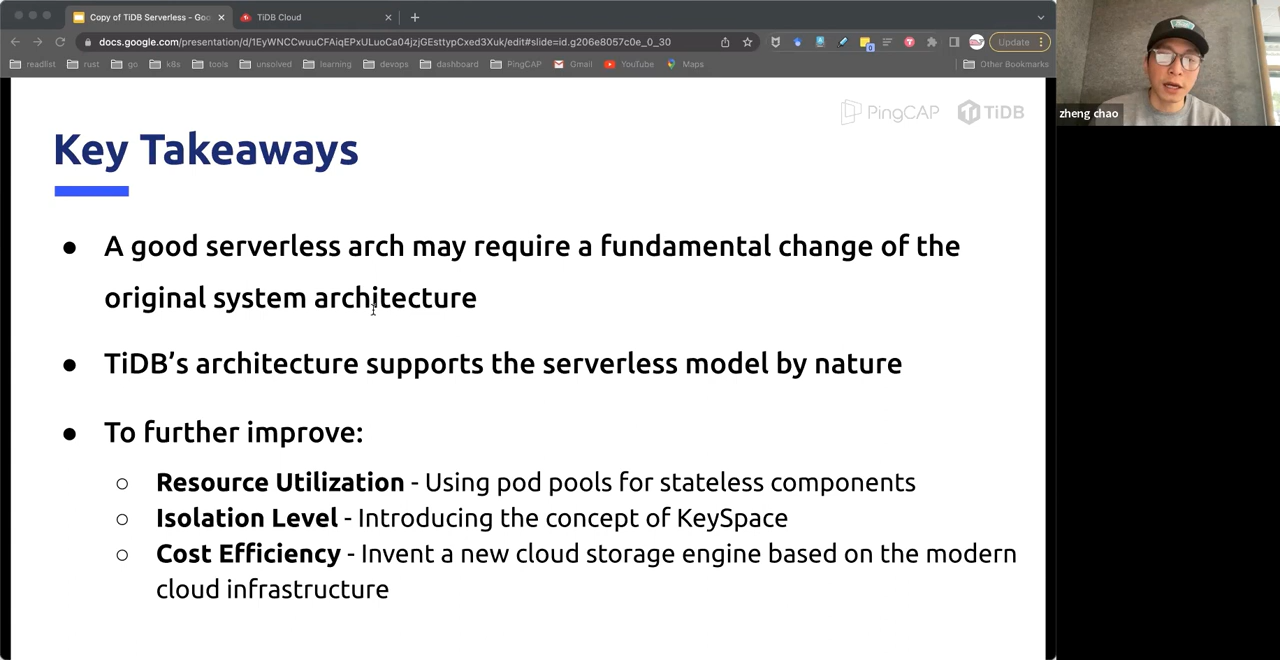 Copy of TiDB Serverless - Goo
TiDB Cloud
docs.google.com/presentation/d/1EyWNCCwuuCFAiqEPxULuoCa04jzjGEsttypCxed3Xuk/edit#slide=id.g206e8057c0e_0_30
Update
readlist rust go k8s tools unsolved learning devops dashboard PingCAP Gmail YouTube Maps Other Bookmarks
PingCAP TiDB
zheng chao
Key Takeaways
● A good serverless arch may require a fundamental change of the
original system architecture
● TiDB’s architecture supports the serverless model by nature
● To further improve:
○ Resource Utilization - Using pod pools for stateless components
○ Isolation Level - Introducing the concept of KeySpace
○ Cost Efficiency - Invent a new cloud storage engine based on the modern
cloud infrastructure